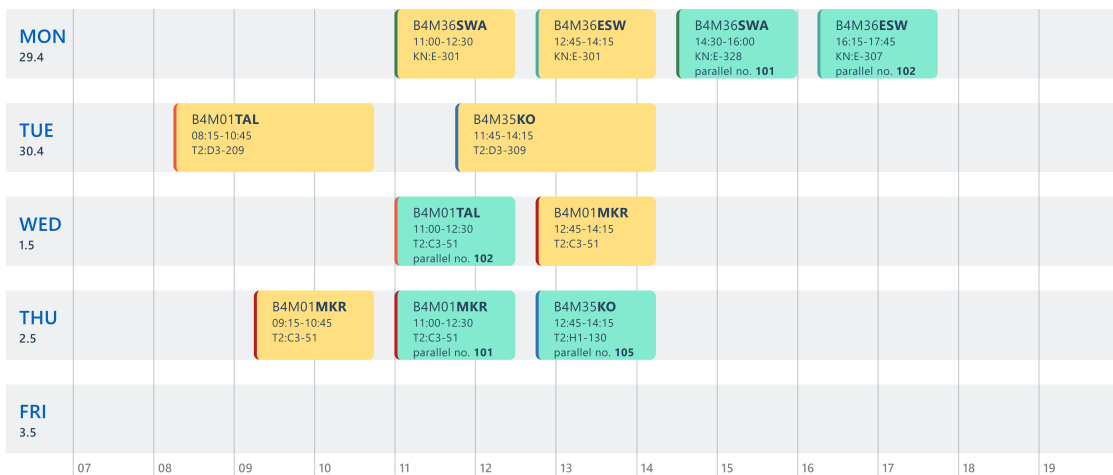 MON
29.4
B4M36SWA
11:00-12:30
KN:E-301
B4M36ESW
12:45-14:15
KN:E-301
B4M36SWA
14:30-16:00
KN:E-328
parallel no. 101
B4M36ESW
16:15-17:45
KN:E-307
parallel no. 102
TUE
30.4
B4M01TAL
08:15-10:45
T2:D3-209
B4M35KO
11:45-14:15
T2:D3-309
WED
1.5
B4M01TAL
11:00-12:30
T2:C3-51
parallel no. 102
B4M01MKR
12:45-14:15
T2:C3-51
THU
2.5
B4M01MKR
09:15-10:45
T2:C3-51
B4M01MKR
11:00-12:30
T2:C3-51
parallel no. 101
B4M35KO
12:45-14:15
T2:H1-130
parallel no. 105
FRI
3.5
07 08 09 10 11 12 13 14 15 16 17 18 19